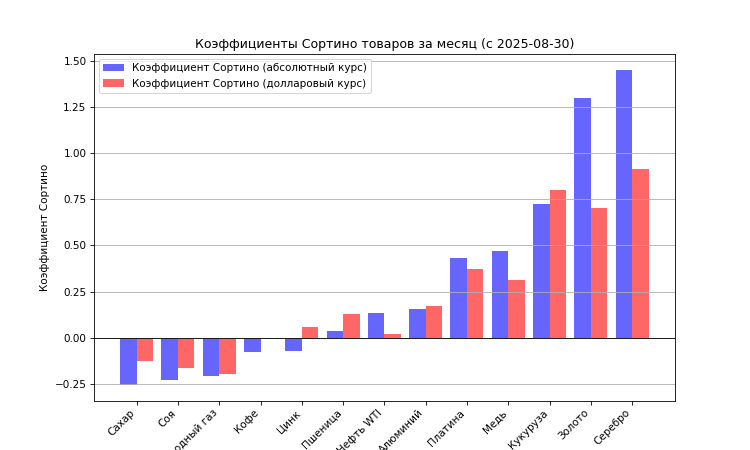 Коэффициенты Сортино товаров за месяц (с 2025-08-30)
Коэффициент Сортино (абсолютный курс)
Коэффициент Сортино (долларовый курс)
Коэффициент Сортино
1.50
1.25
1.00
0.75
0.50
0.25
0.00
−0.25
Сахар
Соя
одный газ
Кофе
Цинк
Пшеница
Нефть WTI
Алюминий
Платина
Медь
Кукуруза
Золото
Серебро